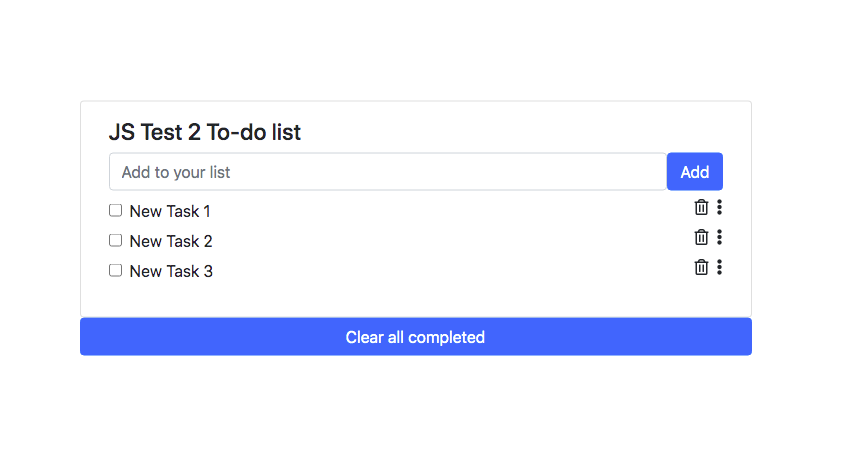 JS Test 2 To-do list
Add to your list
Add
New Task 1
New Task 2
New Task 3
Clear all completed